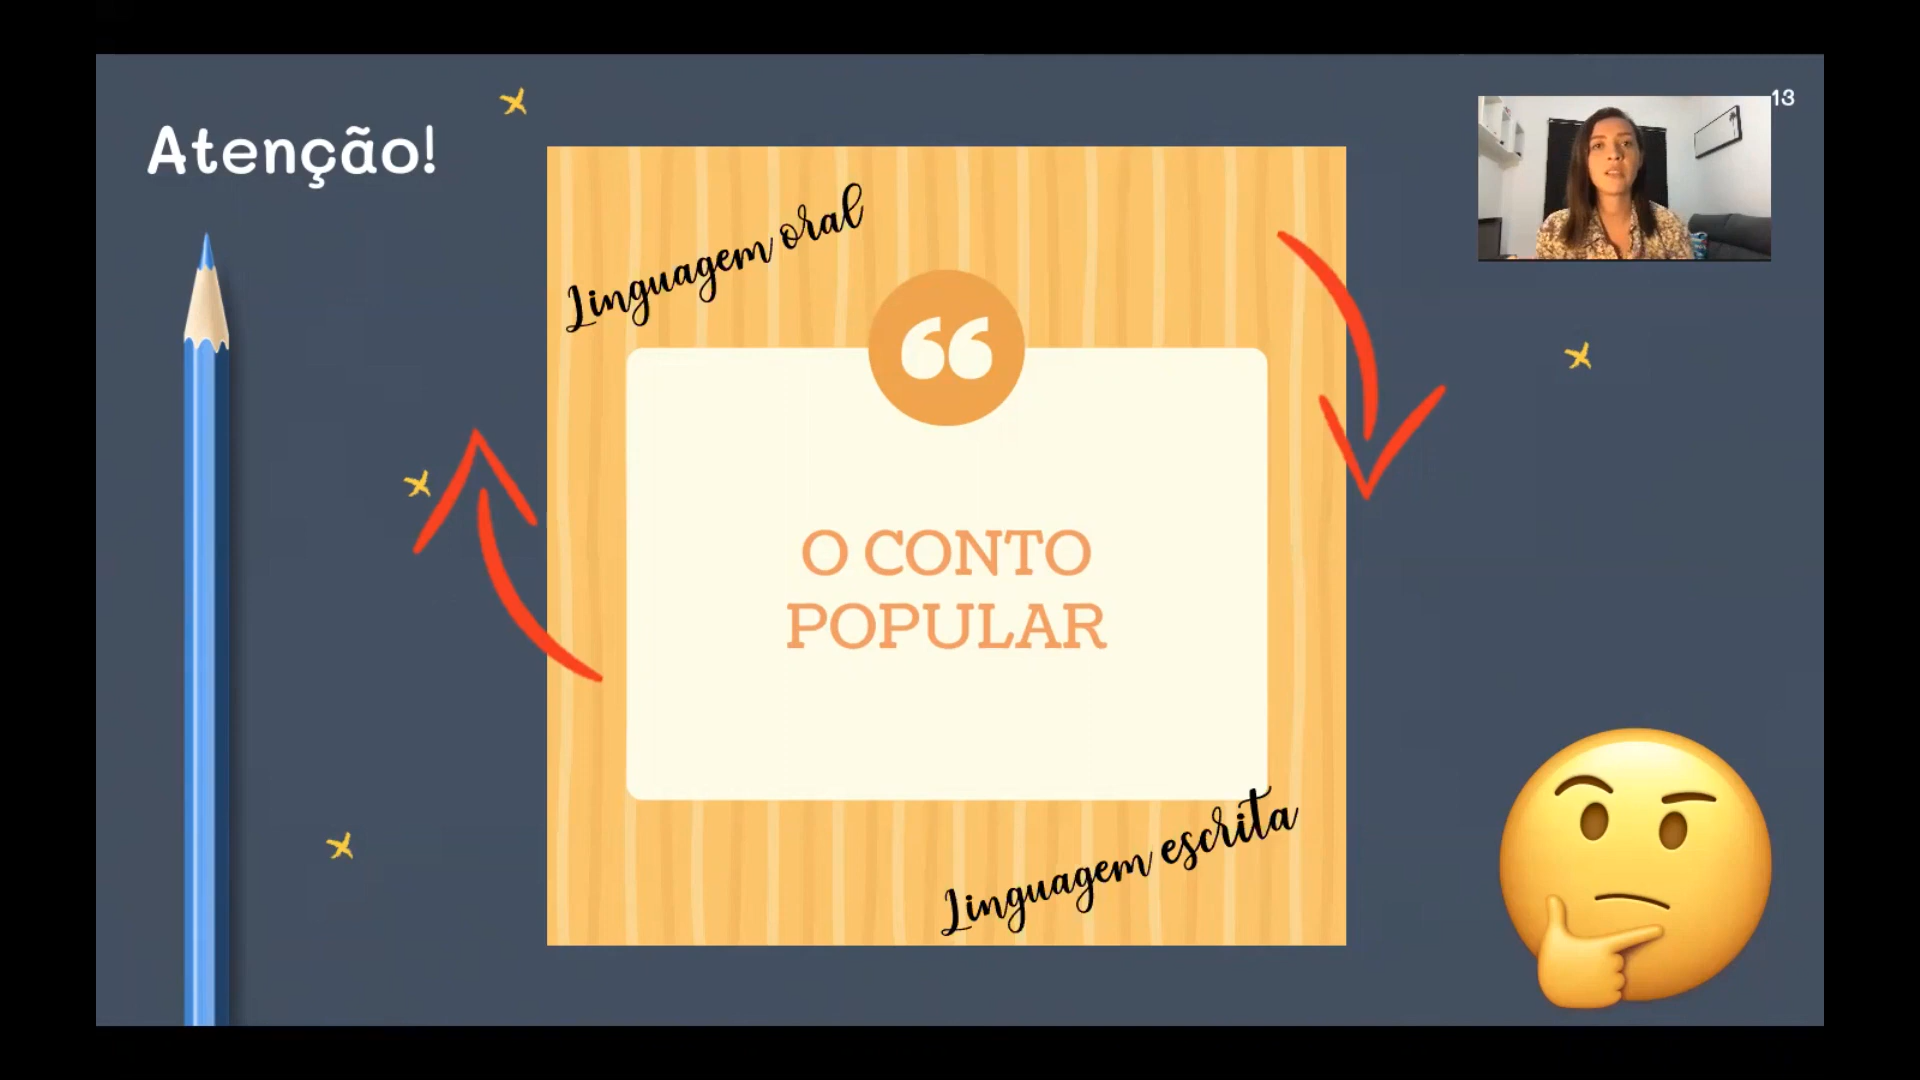 Atenção!
13
Linguagem oral
O CONTO
POPULAR
Linguagem escrita